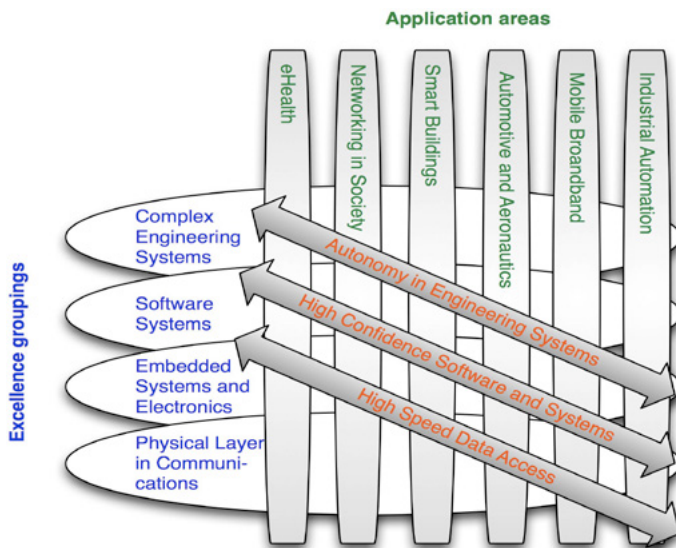 Application areas
eHealth
Networking in Society
Smart Buildings
Automotive and Aeronautics
Mobile Broandband
Industrial Automation
Excellence groupings
Complex
Engineering
Systems
Software
Systems
Embedded
Systems and
Electronics
Physical Layer
in Communi-
cations
Autonomy in Engineering Systems
High Confidence Software and Systems
High Speed Data Access